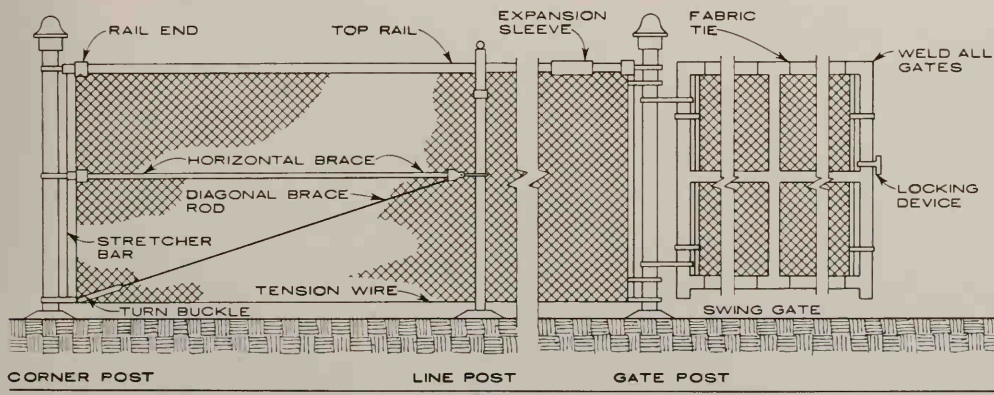 RAIL END
TOP RAIL
EXPANSION
SLEEVE
FABRIC
TIE
WELD ALL
GATES
HORIZONTAL BRACE
DIAGONAL BRACE
ROD
LOCKING
DEVICE
STRETCHER
BAR
TENSION WIRE
TURN BUCKLE
SWING GATE
CORNER POST
LINE POST
GATE POST